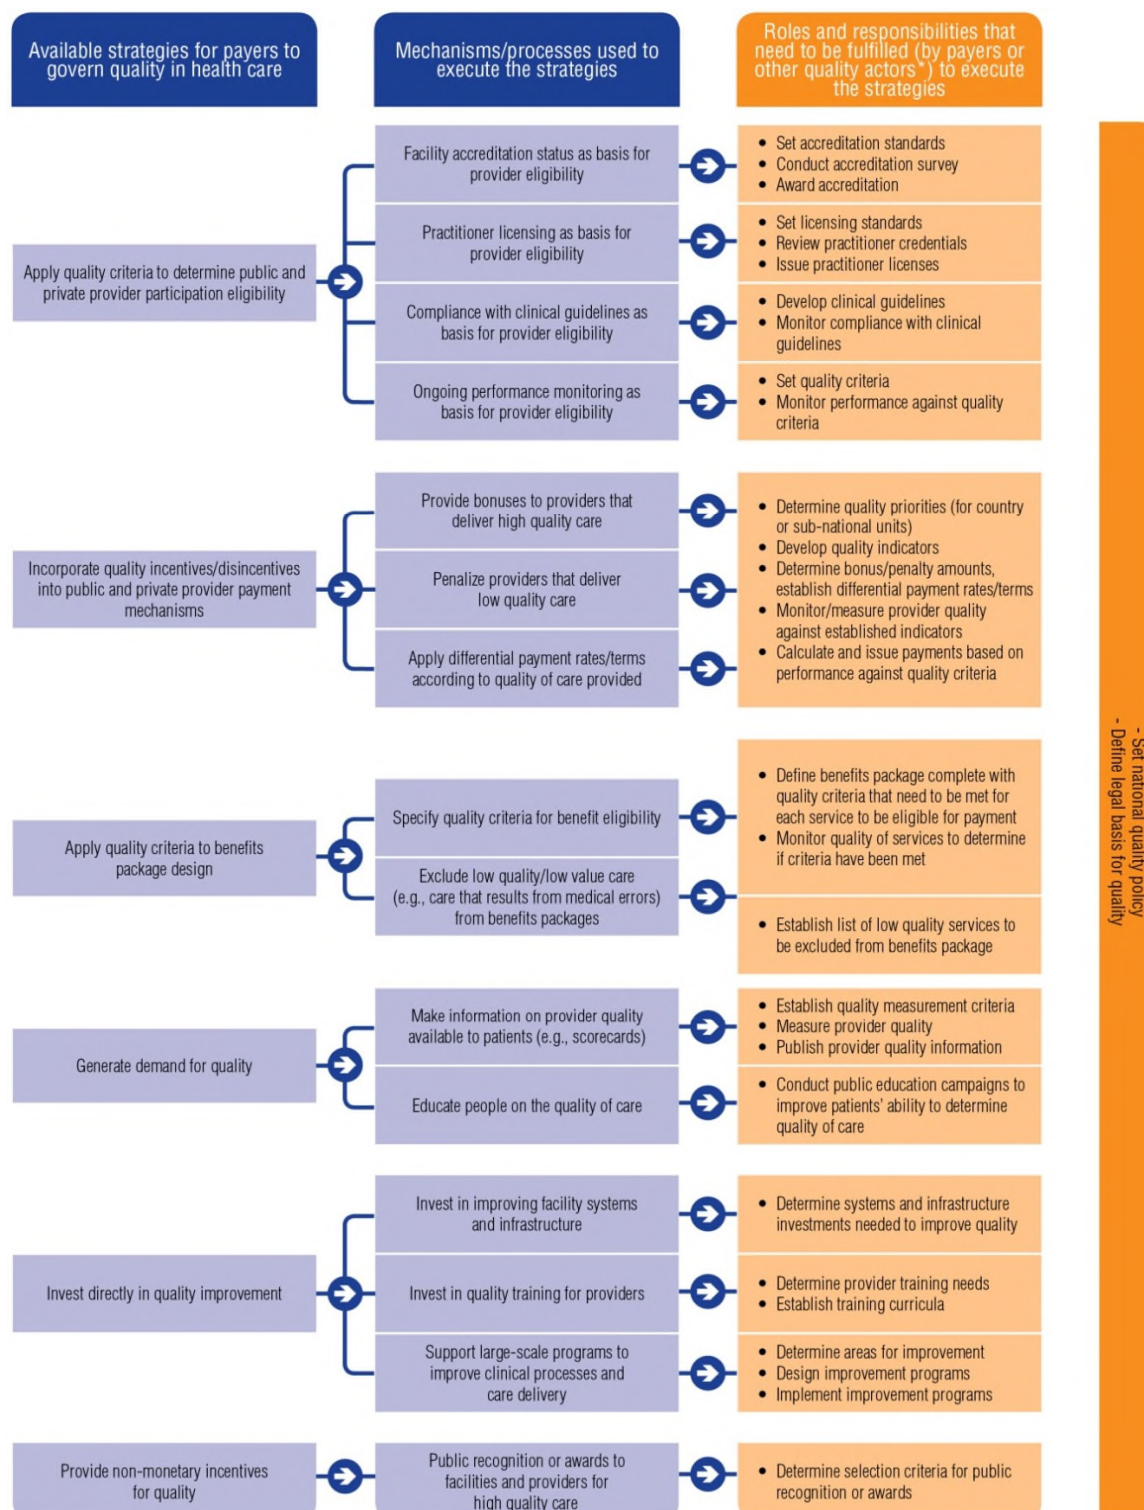 Available strategies for payers to
govern quality in health care
Mechanisms/processes used to
execute the strategies
Roles and responsibilities that
need to be fulfilled (by payers or
other quality actors*) to execute
the strategies
Apply quality criteria to determine public and
private provider participation eligibility
Facility accreditation status as basis for
provider eligibility
• Set accreditation standards
• Conduct accreditation survey
• Award accreditation
Practitioner licensing as basis for
provider eligibility
• Set licensing standards
• Review practitioner credentials
• Issue practitioner licenses
Compliance with clinical guidelines as
basis for provider eligibility
• Develop clinical guidelines
• Monitor compliance with clinical
guidelines
Ongoing performance monitoring as
basis for provider eligibility
• Set quality criteria
• Monitor performance against quality
criteria
Incorporate quality incentives/disincentives
into public and private provider payment
mechanisms
Provide bonuses to providers that
deliver high quality care
Penalize providers that deliver
low quality care
Apply differential payment rates/terms
according to quality of care provided
• Determine quality priorities (for country
or sub-national units)
• Develop quality indicators
• Determine bonus/penalty amounts,
establish differential payment rates/terms
• Monitor/measure provider quality
against established indicators
• Calculate and issue payments based on
performance against quality criteria
Apply quality criteria to benefits
package design
Specify quality criteria for benefit eligibility
• Define benefits package complete with
quality criteria that need to be met for
each service to be eligible for payment
• Monitor quality of services to determine
if criteria have been met
Exclude low quality/low value care
(e.g., care that results from medical errors)
from benefits packages
• Establish list of low quality services to
be excluded from benefits package
Generate demand for quality
Make information on provider quality
available to patients (e.g., scorecards)
• Establish quality measurement criteria
• Measure provider quality
• Publish provider quality information
Educate people on the quality of care
• Conduct public education campaigns to
improve patients' ability to determine
quality of care
Invest directly in quality improvement
Invest in improving facility systems
and infrastructure
• Determine systems and infrastructure
investments needed to improve quality
Invest in quality training for providers
• Determine provider training needs
• Establish training curricula
Support large-scale programs to
improve clinical processes and
care delivery
• Determine areas for improvement
• Design improvement programs
• Implement improvement programs
Provide non-monetary incentives
for quality
Public recognition or awards to
facilities and providers for
high quality care
• Determine selection criteria for public
recognition or awards
- Set national quality policy
- Define legal basis for quality